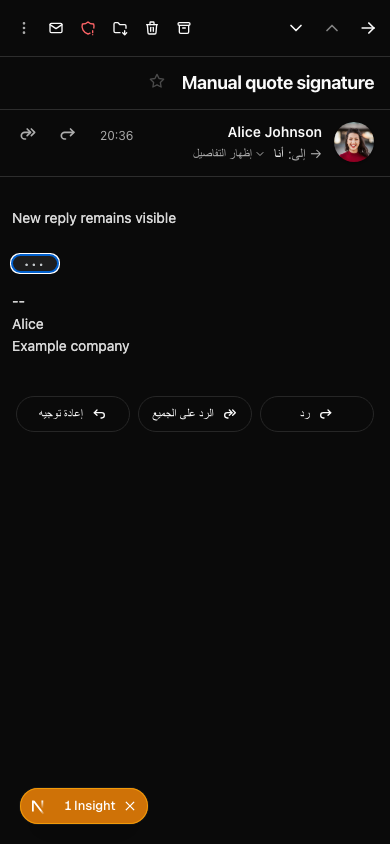 Manual quote signature
Alice Johnson
20:36
إلى: أنا
إظهار التفاصيل
New reply remains visible
...
--
Alice
Example company
رد
الرد على الجميع
إعادة توجيه
1 Insight